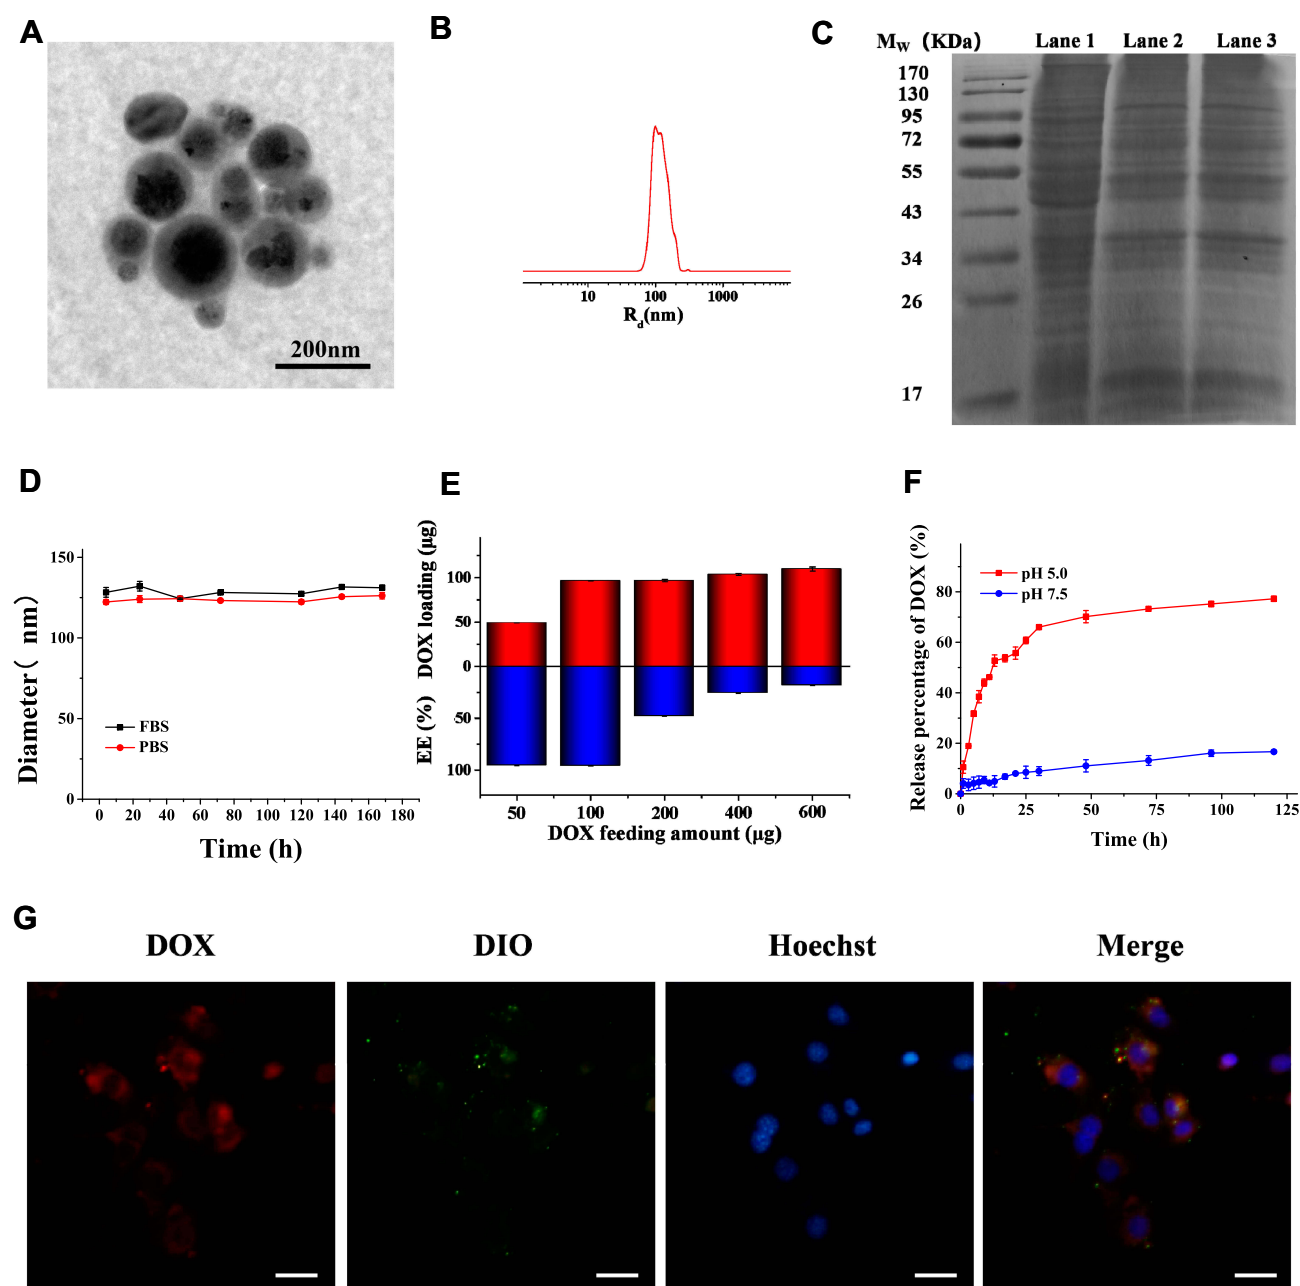 A
200nm
B
10 100 1000
Rd(nm)
C
MW (KDa) Lane 1 Lane 2 Lane 3
170
130
95
72
55
43
34
26
17
D
Diameter( nm)
150
100
50
0
FBS
PBS
0 20 40 60 80 100 120 140 160 180
Time (h)
E
EE (%) DOX loading (μg)
100
50
0
50
100
50 100 200 400 600
DOX feeding amount (μg)
F
Release percentage of DOX (%)
80
60
40
20
0
pH 5.0
pH 7.5
0 25 50 75 100 125
Time (h)
G
DOX DIO Hoechst Merge